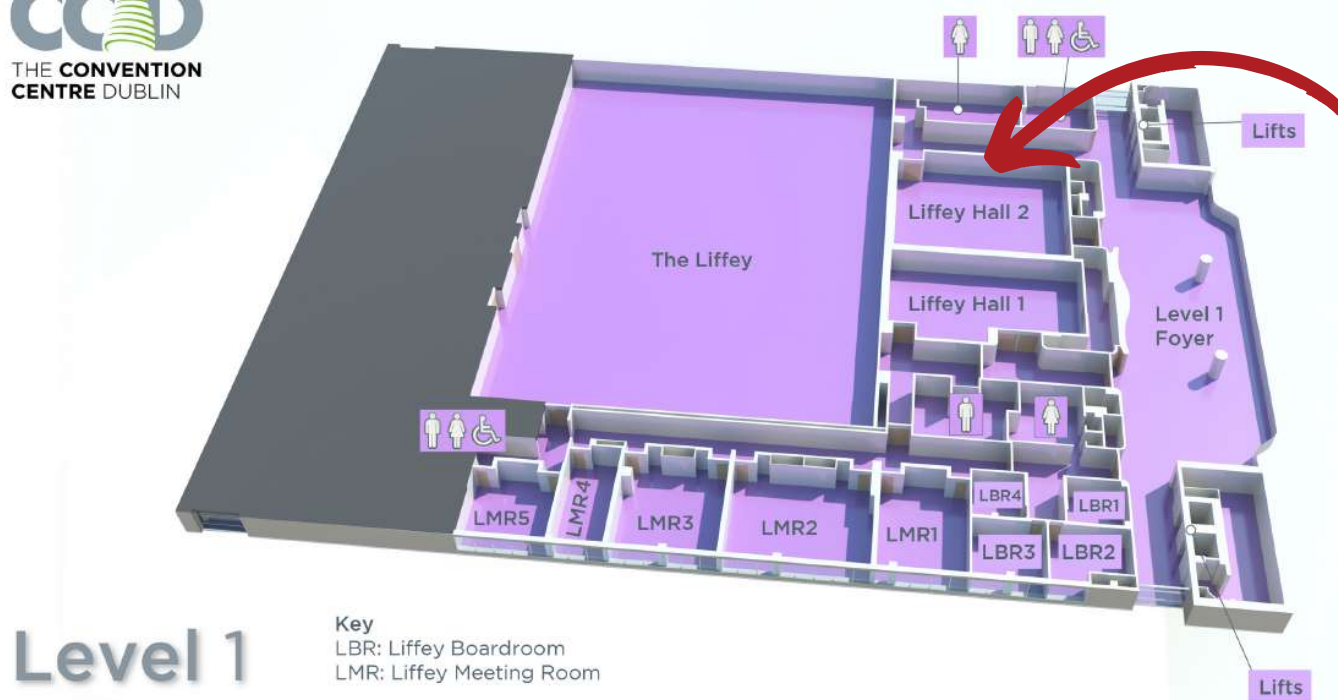 CCD
THE CONVENTION
CENTRE DUBLIN
Lifts
Liffey Hall 2
The Liffey
Liffey Hall 1
Level 1
Foyer
LMR5
LMR4
LMR3
LMR2
LMR1
LBR4
LBR1
LBR3
LBR2
Level 1
Key
LBR: Liffey Boardroom
LMR: Liffey Meeting Room
Lifts